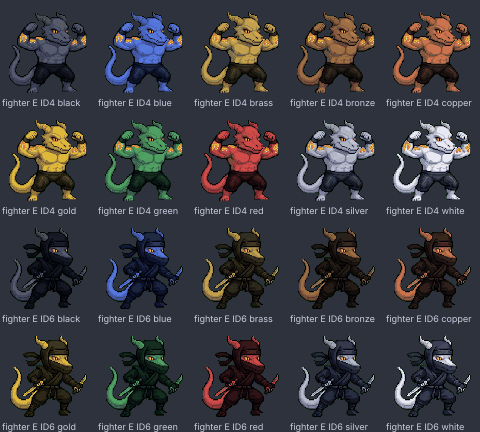 fighter E ID4 black
fighter E ID4 blue
fighter E ID4 brass
fighter E ID4 bronze
fighter E ID4 copper
fighter E ID4 gold
fighter E ID4 green
fighter E ID4 red
fighter E ID4 silver
fighter E ID4 white
fighter E ID6 black
fighter E ID6 blue
fighter E ID6 brass
fighter E ID6 bronze
fighter E ID6 copper
fighter E ID6 gold
fighter E ID6 green
fighter E ID6 red
fighter E ID6 silver
fighter E ID6 white